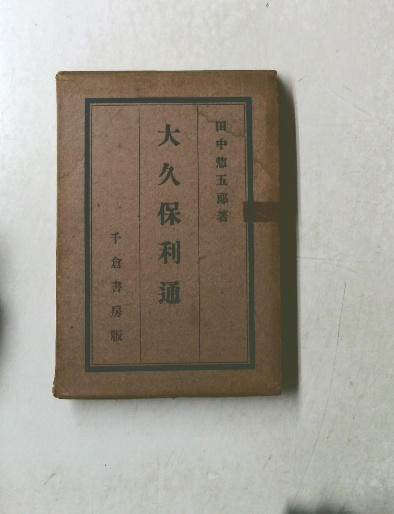 田中惣五郎著
大久保利通
千倉書房版